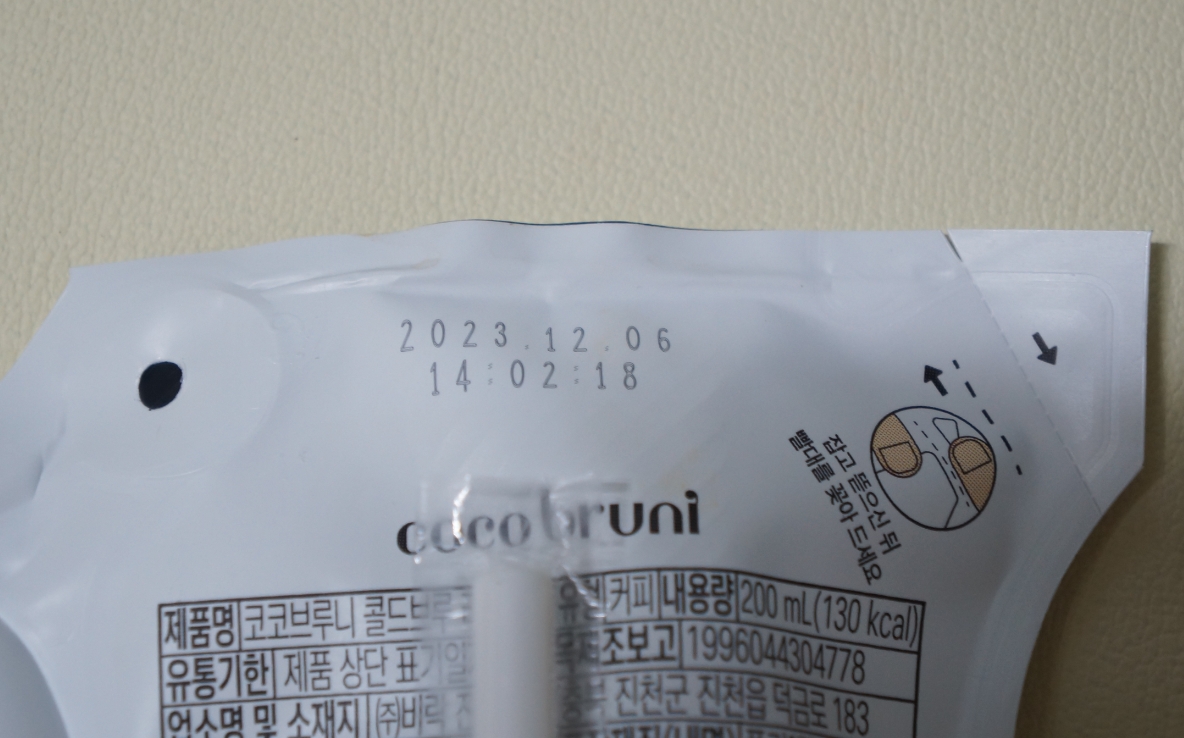 2023.12.06
14:02:18
잡고 뜯으신 뒤
빨대를 꽂아 드세요
coco bruni
제품명 코코브루니 콜드브루 유형 커피 내용량 200 mL(130 kcal)
유통기한 제품 상단 표기일 조보고 1996044304778
업소명 및 소재지 (주)비락 진천군 진천읍 덕금로 183